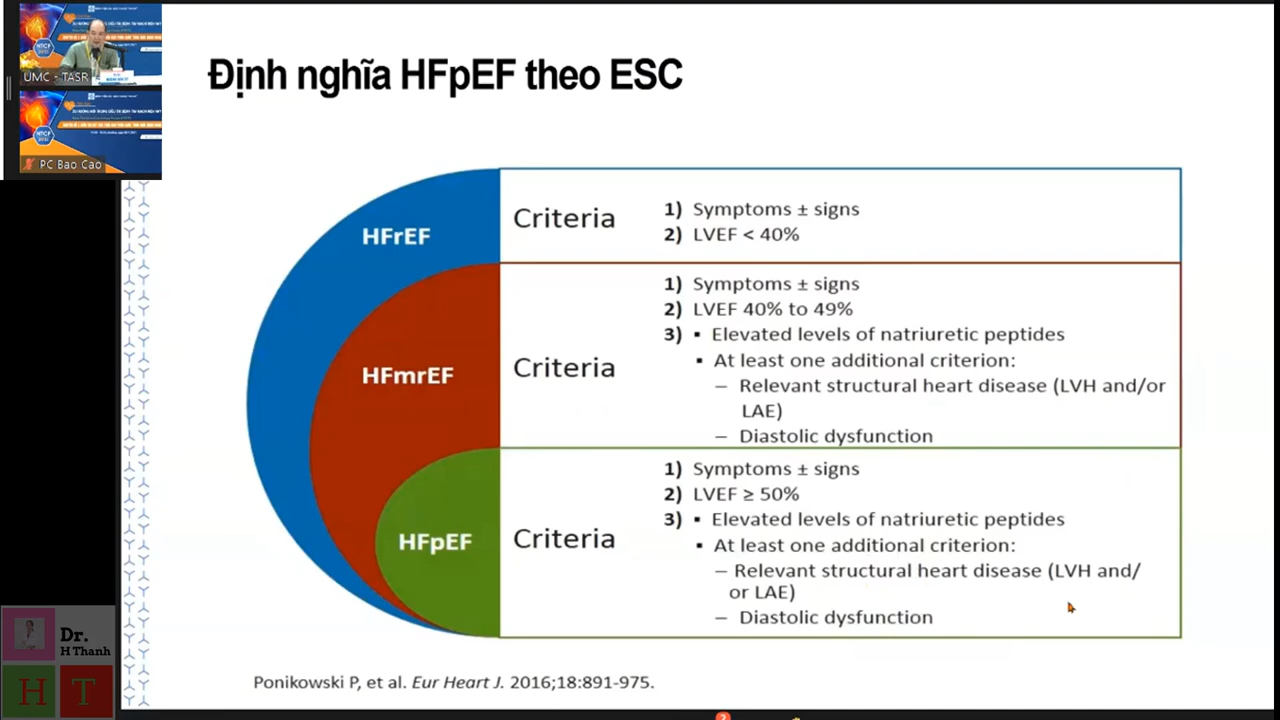 UMC - TASR
PC Bao Cao
Định nghĩa HFpEF theo ESC
HFrEF
Criteria
1) Symptoms ± signs
2) LVEF < 40%
HFmrEF
Criteria
1) Symptoms ± signs
2) LVEF 40% to 49%
3) ▪ Elevated levels of natriuretic peptides
▪ At least one additional criterion:
– Relevant structural heart disease (LVH and/or
LAE)
– Diastolic dysfunction
HFpEF
Criteria
1) Symptoms ± signs
2) LVEF ≥ 50%
3) ▪ Elevated levels of natriuretic peptides
▪ At least one additional criterion:
– Relevant structural heart disease (LVH and/
or LAE)
– Diastolic dysfunction
Ponikowski P, et al. Eur Heart J. 2016;18:891-975.
Dr.
H Thanh
H T